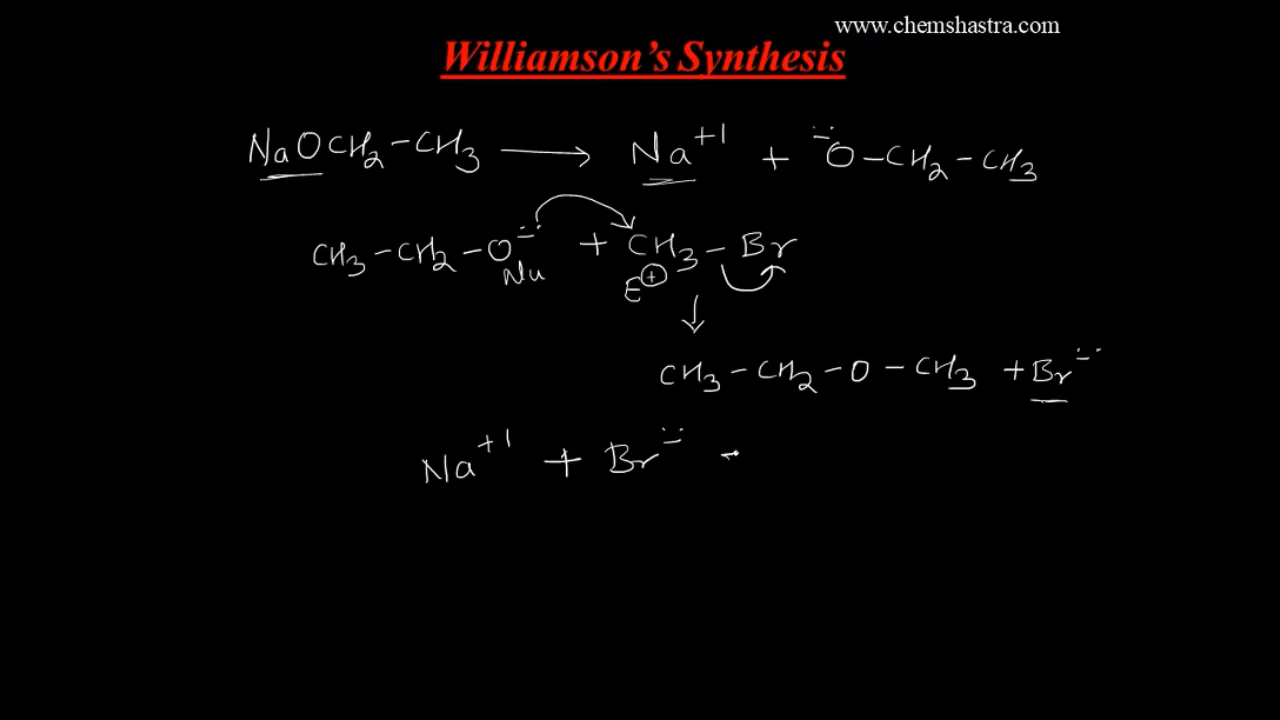 www.chemshastra.com
Williamson's Synthesis
NaOCH₂-CH₃ ⟶ Na⁺¹ + ⁻O-CH₂-CH₃
CH₃-CH₂-O⁻ + CH₃-Br
Nu E⊕
↓
CH₃-CH₂-O-CH₃ + Br⁻
Na⁺¹ + Br⁻